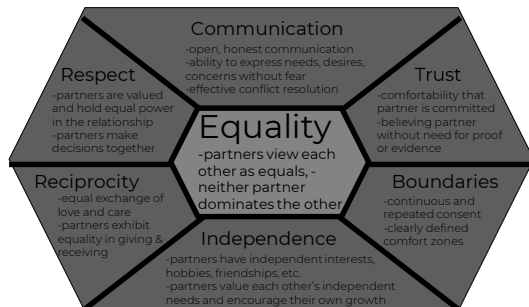 Communication
-open, honest communication
-ability to express needs, desires,
concerns without fear
-effective conflict resolution
Respect
-partners are valued
and hold equal power
in the relationship
-partners make
decisions together
Trust
-comfortability that
partner is committed
-believing partner
without need for proof
or evidence
Equality
-partners view each
other as equals, -
neither partner
dominates the other
Reciprocity
-equal exchange of
love and care
-partners exhibit
equality in giving &
receiving
Boundaries
-continuous and
repeated consent
-clearly defined
comfort zones
Independence
-partners have independent interests,
hobbies, friendships, etc.
-partners value each other's independent
needs and encourage their own growth